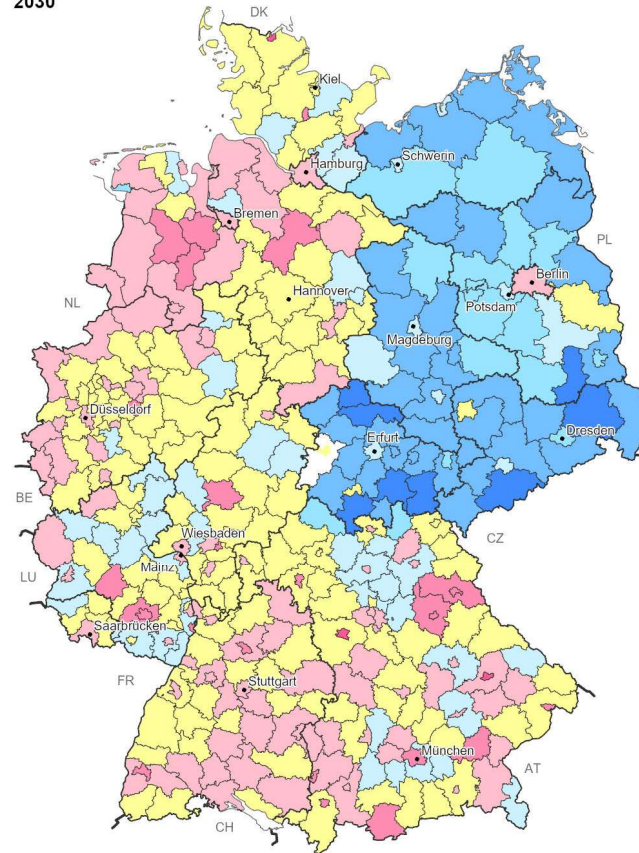 2030
DK
Kiel
Hamburg
Schwerin
Bremen
PL
Berlin
Hannover
Potsdam
NL
Magdeburg
Düsseldorf
Erfurt
Dresden
BE
Wiesbaden
CZ
Mainz
LU
Saarbrücken
FR
Stuttgart
München
AT
CH